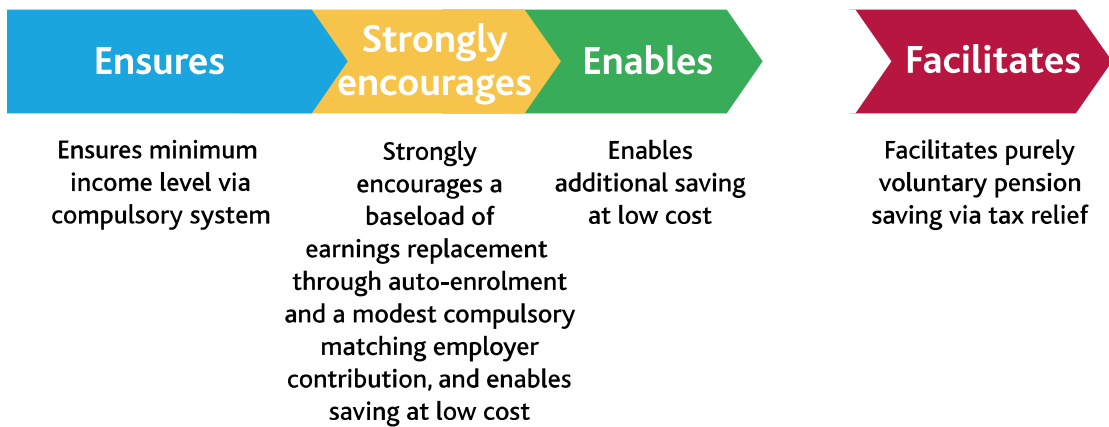 Ensures
Strongly
encourages
Enables
Facilitates
Ensures minimum
income level via
compulsory system
Strongly
encourages a
baseload of
earnings replacement
through auto-enrolment
and a modest compulsory
matching employer
contribution, and enables
saving at low cost
Enables
additional saving
at low cost
Facilitates purely
voluntary pension
saving via tax relief